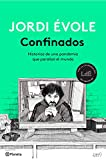 JORDI ÉVOLE
Confinados
Historias de una pandemia
que paralizó el mundo
Planeta